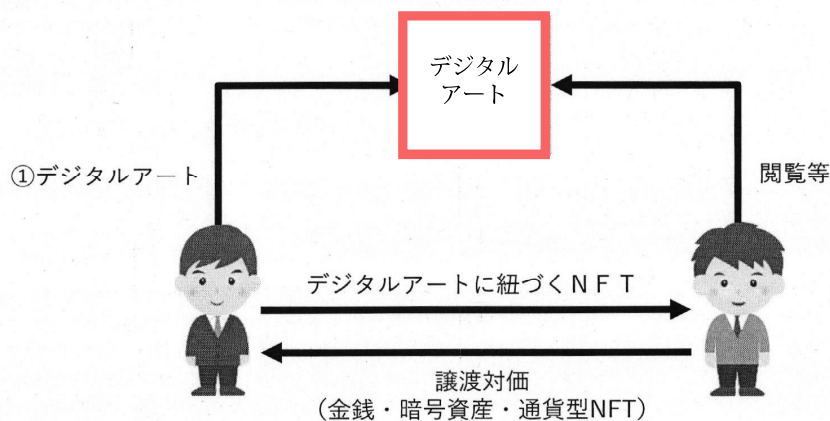 デジタル
アート
①デジタルアート
閲覧等
デジタルアートに紐づくNFT
譲渡対価
(金銭・暗号資産・通貨型NFT)